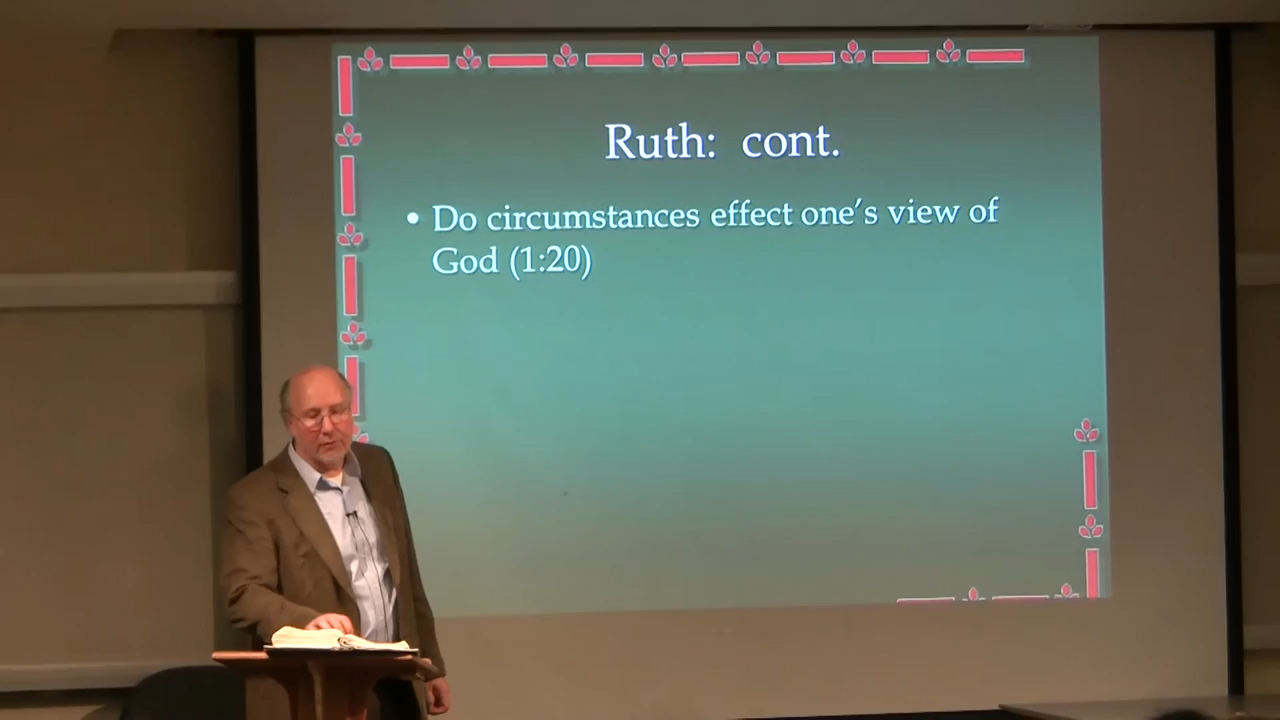 Ruth: cont.
• Do circumstances effect one's view of
God (1:20)